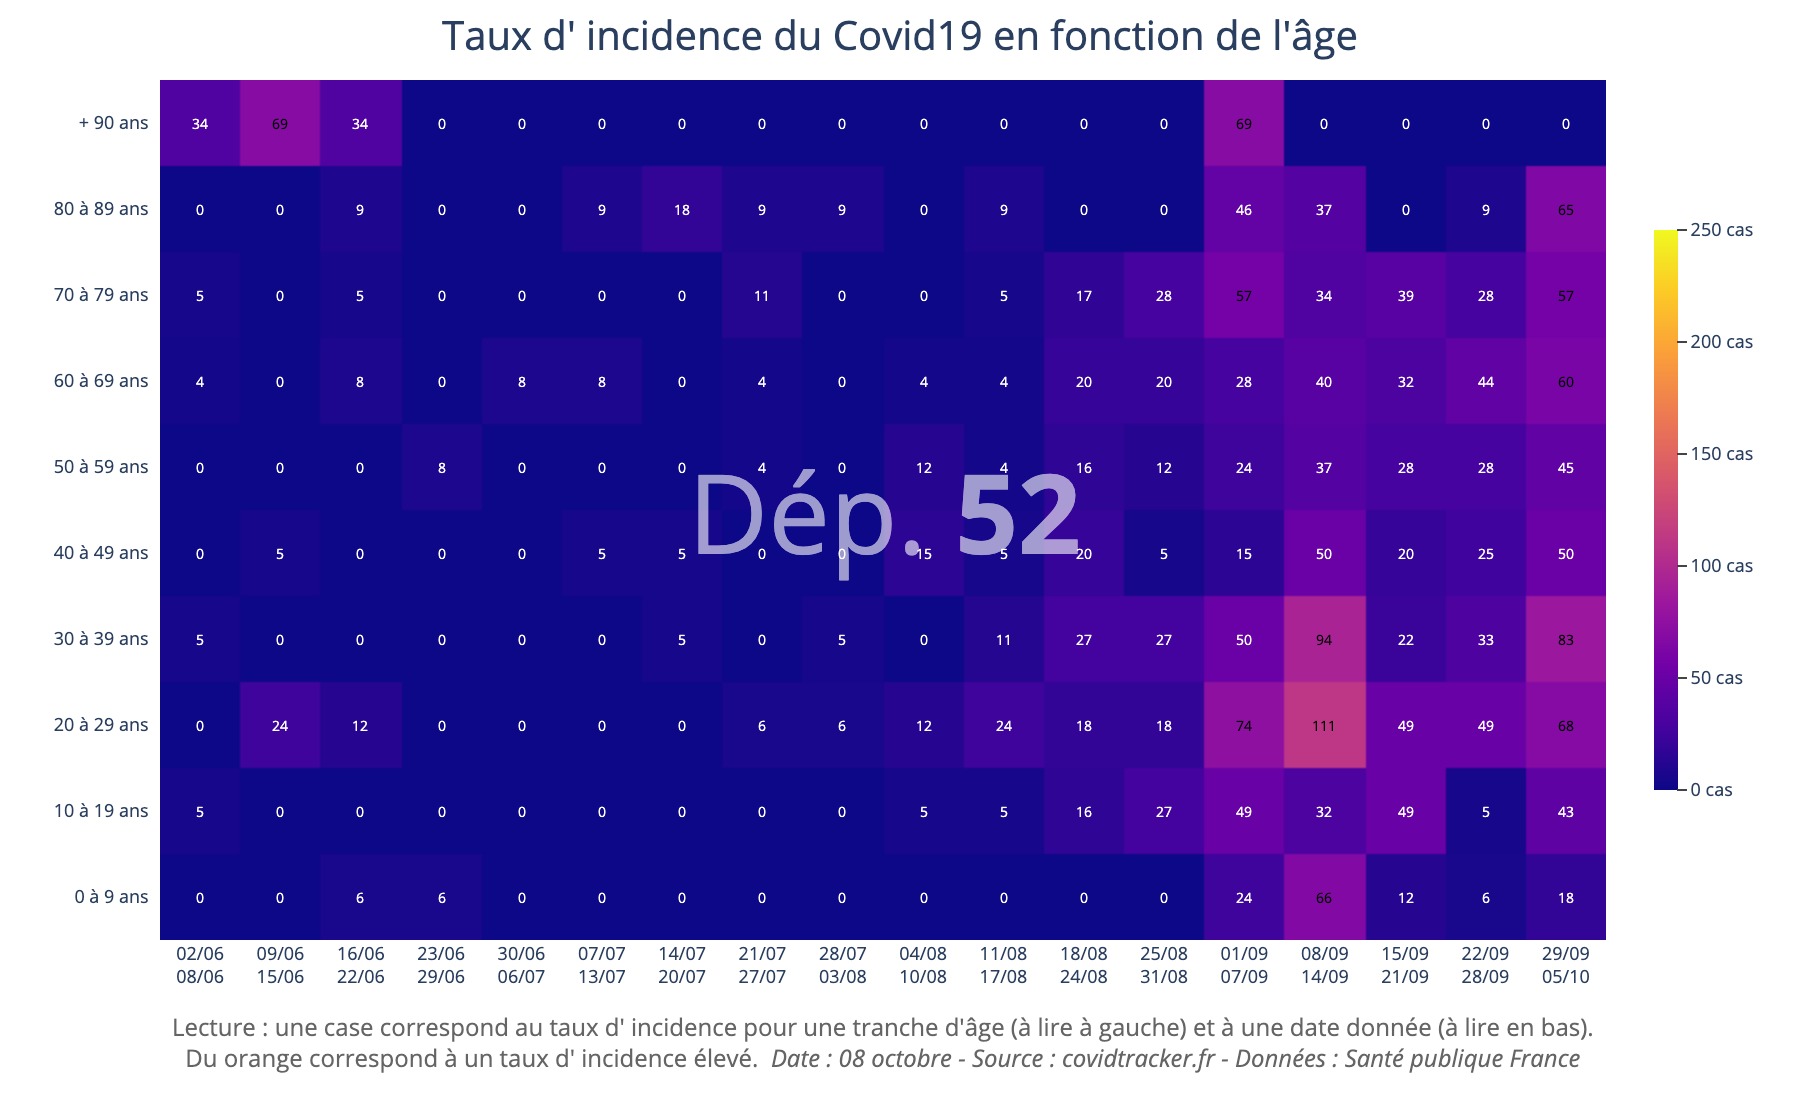 Taux d' incidence du Covid19 en fonction de l'âge
+ 90 ans 34 69 34 0 0 0 0 0 0 0 0 0 0 69 0 0 0 0
80 à 89 ans 0 0 9 0 0 9 18 9 9 0 9 0 0 46 37 0 9 65
70 à 79 ans 5 0 5 0 0 0 0 11 0 0 5 17 28 57 34 39 28 57
60 à 69 ans 4 0 8 0 8 8 0 4 0 4 4 20 20 28 40 32 44 60
50 à 59 ans 0 0 0 8 0 0 0 4 0 12 4 16 12 24 37 28 28 45
Dép. 52
40 à 49 ans 0 5 0 0 0 5 5 0 0 15 5 20 5 15 50 20 25 50
30 à 39 ans 5 0 0 0 0 0 5 0 5 0 11 27 27 50 94 22 33 83
20 à 29 ans 0 24 12 0 0 0 0 6 6 12 24 18 18 74 111 49 49 68
10 à 19 ans 5 0 0 0 0 0 0 0 0 5 5 16 27 49 32 49 5 43
0 à 9 ans 0 0 6 6 0 0 0 0 0 0 0 0 0 24 66 12 6 18
02/06 09/06 16/06 23/06 30/06 07/07 14/07 21/07 28/07 04/08 11/08 18/08 25/08 01/09 08/09 15/09 22/09 29/09
08/06 15/06 22/06 29/06 06/07 13/07 20/07 27/07 03/08 10/08 17/08 24/08 31/08 07/09 14/09 21/09 28/09 05/10
250 cas
200 cas
150 cas
100 cas
50 cas
0 cas
Lecture : une case correspond au taux d' incidence pour une tranche d'âge (à lire à gauche) et à une date donnée (à lire en bas).
Du orange correspond à un taux d' incidence élevé. Date : 08 octobre - Source : covidtracker.fr - Données : Santé publique France